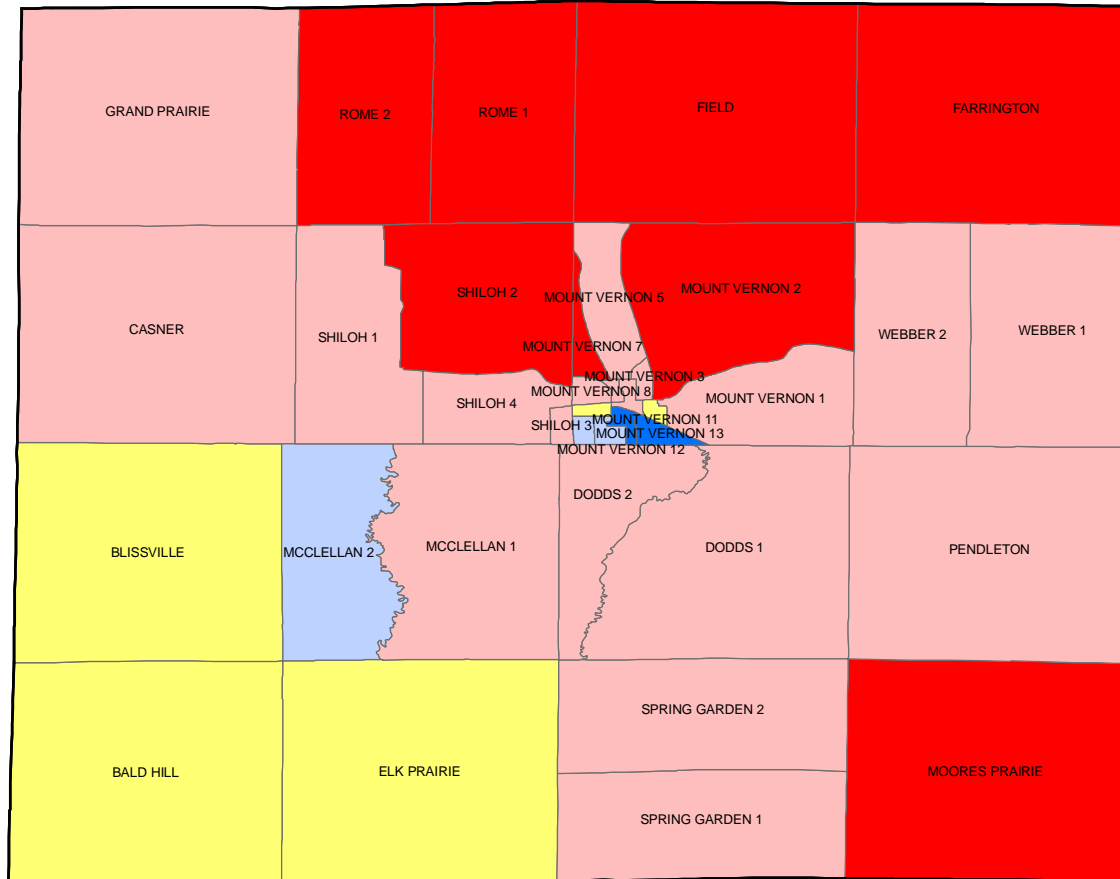 GRAND PRAIRIE
ROME 2
ROME 1
FIELD
FARRINGTON
CASNER
SHILOH 1
SHILOH 2
MOUNT VERNON 5
MOUNT VERNON 2
WEBBER 2
WEBBER 1
MOUNT VERNON 7
MOUNT VERNON 3
MOUNT VERNON 8
MOUNT VERNON 1
SHILOH 4
SHILOH 3
MOUNT VERNON 11
MOUNT VERNON 13
MOUNT VERNON 12
DODDS 2
BLISSVILLE
MCCLELLAN 2
MCCLELLAN 1
DODDS 1
PENDLETON
SPRING GARDEN 2
BALD HILL
ELK PRAIRIE
MOORES PRAIRIE
SPRING GARDEN 1